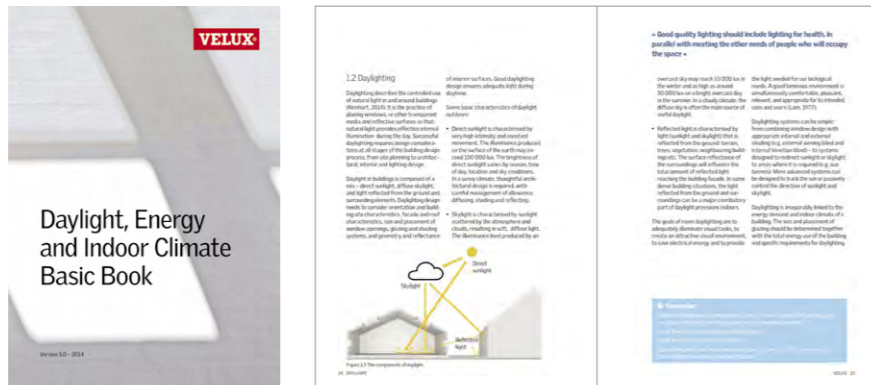 VELUX®
Daylight, Energy
and Indoor Climate
Basic Book
Version 3.0 – 2014
1.2 Daylighting
Daylighting describes the controlled use
of natural light in and around buildings
(Reinhart, 2014). It is the practice of
placing windows, or other transparent
media and reflective surfaces so that
natural light provides effective internal
illumination during the day. Successful
daylighting requires design considera-
tions at all stages of the building design
process, from site planning to architec-
tural, interior and lighting design.
Daylight in buildings is composed of a
mix – direct sunlight, diffuse skylight,
and light reflected from the ground and
surrounding elements. Daylighting design
needs to consider orientation and build-
ing site characteristics, facade and roof
characteristics, size and placement of
window openings, glazing and shading
systems, and geometry and reflectance
of interior surfaces. Good daylighting
design ensures adequate light during
daytime.
Some basic characteristics of daylight
outdoors:
• Direct sunlight is characterised by
very high intensity and constant
movement. The illuminance produced
on the surface of the earth may ex-
ceed 100 000 lux. The brightness of
direct sunlight varies by season, time
of day, location and sky conditions.
In a sunny climate, thoughtful archi-
tectural design is required, with
careful management of allowance,
diffusing, shading and reflecting.
• Skylight is characterised by sunlight
scattered by the atmosphere and
clouds, resulting in soft, diffuse light.
The illuminance level produced by an
Direct
sunlight
Skylight
Reflected
light
Figure 1.2 The components of daylight.
24 DAYLIGHT
« Good quality lighting should include lighting for health, in
parallel with meeting the other needs of people who will occupy
the space »
overcast sky may reach 10 000 lux in
the winter and as high as around
30 000 lux on a bright overcast day
in the summer. In a cloudy climate, the
diffuse sky is often the main source of
useful daylight.
• Reflected light is characterised by
light (sunlight and skylight) that is
reflected from the ground: terrain,
trees, vegetation, neighbouring build-
ings etc. The surface reflectance of
the surroundings will influence the
total amount of reflected light
reaching the building facade. In some
dense building situations, the light
reflected from the ground and sur-
roundings can be a major contributory
part of daylight provisions indoors.
The goals of room daylighting are to
adequately illuminate visual tasks, to
create an attractive visual environment,
to save electrical energy and to provide
the light needed for our biological
needs. A good luminous environment is
simultaneously comfortable, pleasant,
relevant, and appropriate for its intended
uses and users (Lam, 1977).
Daylighting systems can be simple:
from combining window design with
appropriate internal and external
shading (e.g. external awning blind and
internal Venetian blind) – to systems
designed to redirect sunlight or skylight
to areas where it is required (e.g. sun
tunnels). More advanced systems can
be designed to track the sun or passively
control the direction of sunlight and
skylight.
Daylighting is inseparably linked to the
energy demand and indoor climate of a
building. The size and placement of
glazing should be determined together
with the total energy use of the building
and specific requirements for daylighting.
Remember
VELUX 25